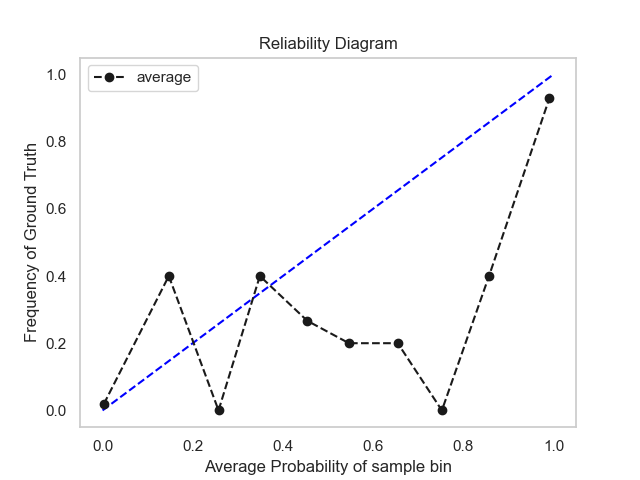 Reliability Diagram
average
1.0
0.8
0.6
0.4
0.2
0.0
Frequency of Ground Truth
0.0 0.2 0.4 0.6 0.8 1.0
Average Probability of sample bin